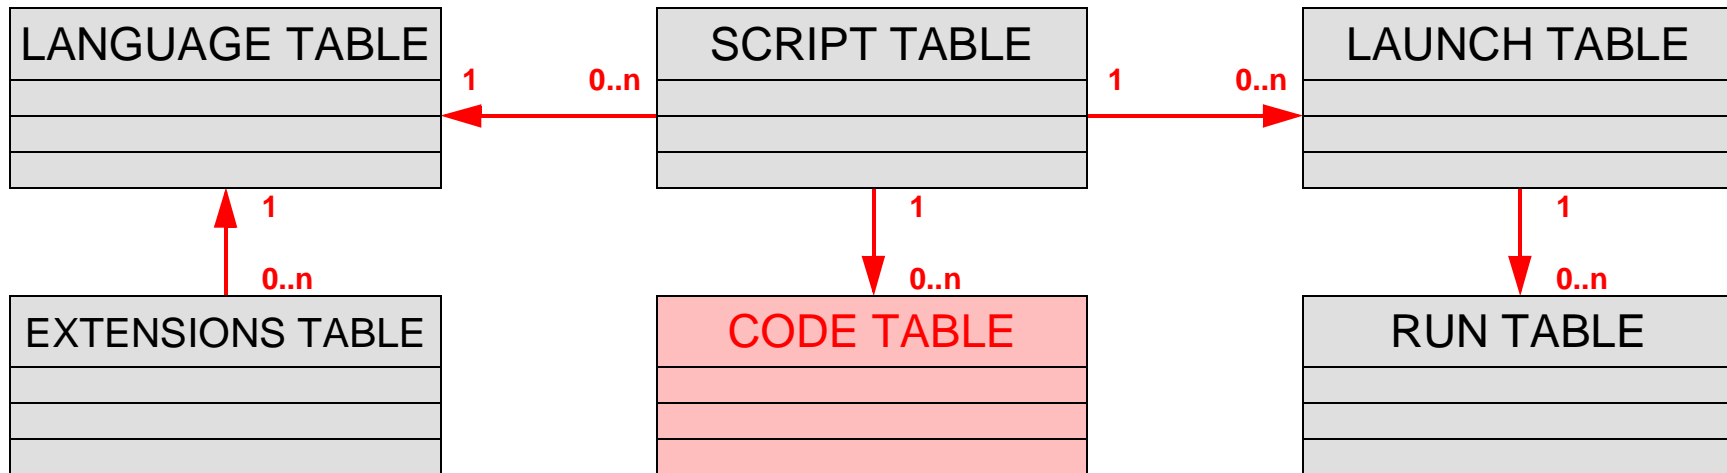 LANGUAGE TABLE
SCRIPT TABLE
LAUNCH TABLE
1
0..n
1
0..n
1
0..n
1
0..n
1
0..n
EXTENSIONS TABLE
CODE TABLE
RUN TABLE